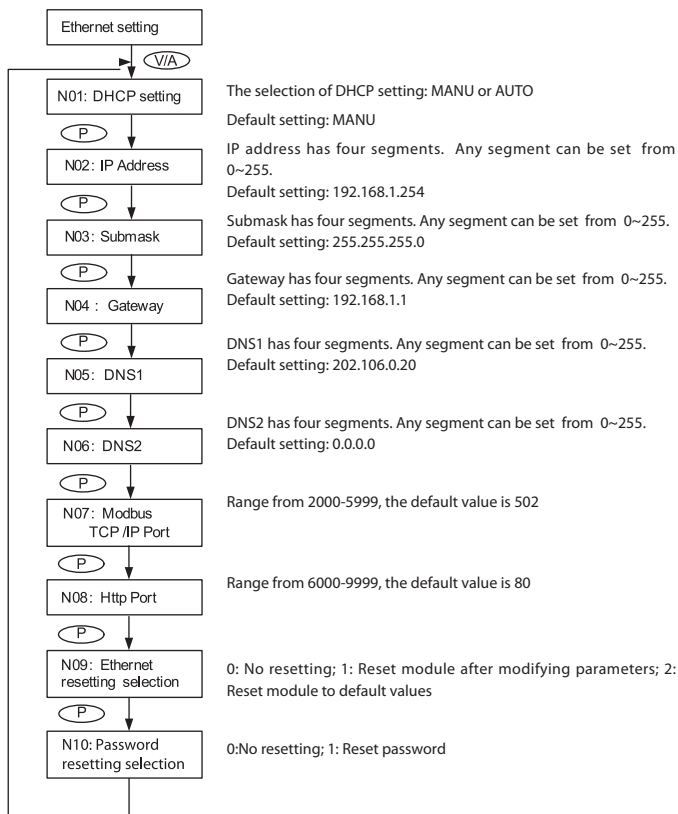 Ethernet setting
V/A
N01: DHCP setting
The selection of DHCP setting: MANU or AUTO
Default setting: MANU
P
N02: IP Address
IP address has four segments. Any segment can be set from
0~255.
Default setting: 192.168.1.254
P
N03: Submask
Submask has four segments. Any segment can be set from 0~255.
Default setting: 255.255.255.0
P
N04 : Gateway
Gateway has four segments. Any segment can be set from 0~255.
Default setting: 192.168.1.1
P
N05: DNS1
DNS1 has four segments. Any segment can be set from 0~255.
Default setting: 202.106.0.20
P
N06: DNS2
DNS2 has four segments. Any segment can be set from 0~255.
Default setting: 0.0.0.0
P
N07: Modbus
TCP /IP Port
Range from 2000-5999, the default value is 502
P
N08: Http Port
Range from 6000-9999, the default value is 80
P
N09: Ethernet
resetting selection
0: No resetting; 1: Reset module after modifying parameters; 2:
Reset module to default values
P
N10: Password
resetting selection
0:No resetting; 1: Reset password